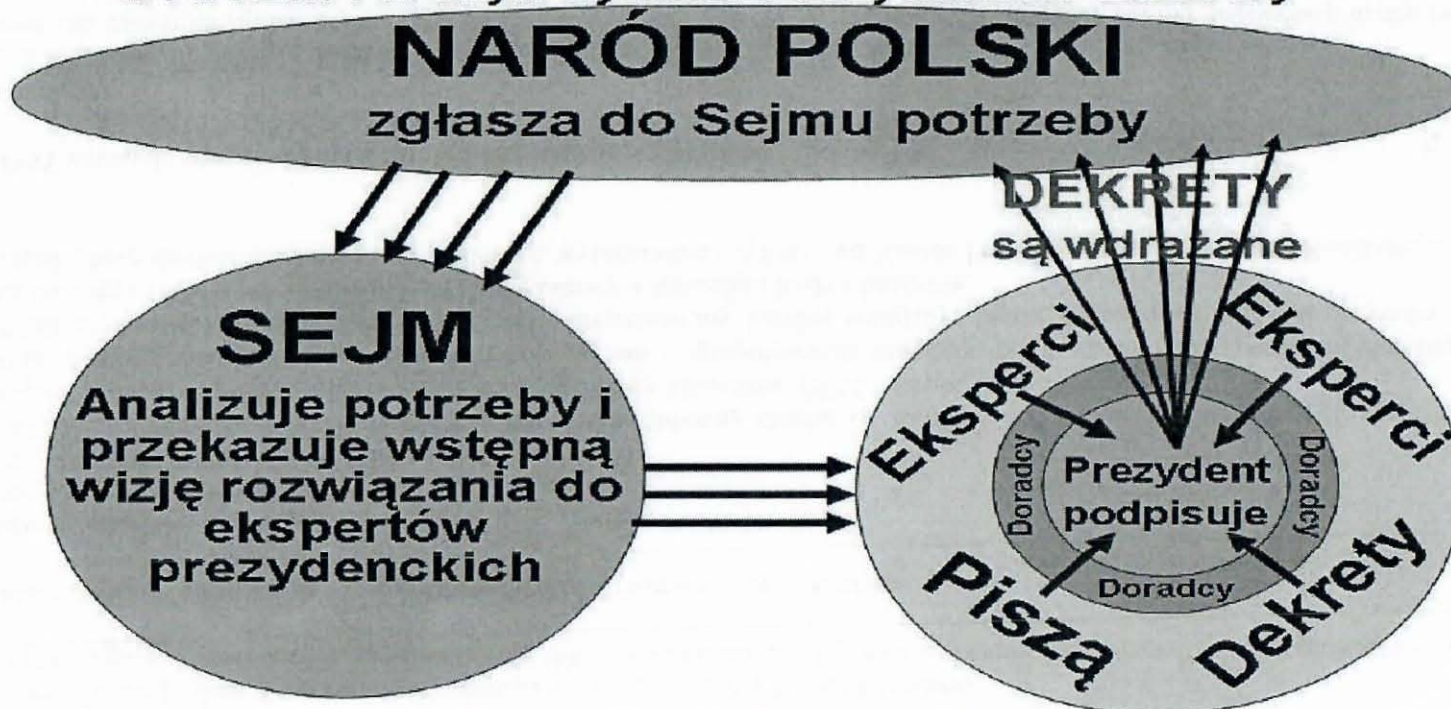 NARÓD POLSKI
zgłasza do Sejmu potrzeby
DEKRETY
są wdrażane
SEJM
Analizuje potrzeby i
przekazuje wstępną
wizję rozwiązania do
ekspertów
prezydenckich
Eksperci
Eksperci
Piszą
Dekrety
Doradcy
Doradcy
Doradcy
Prezydent
podpisuje